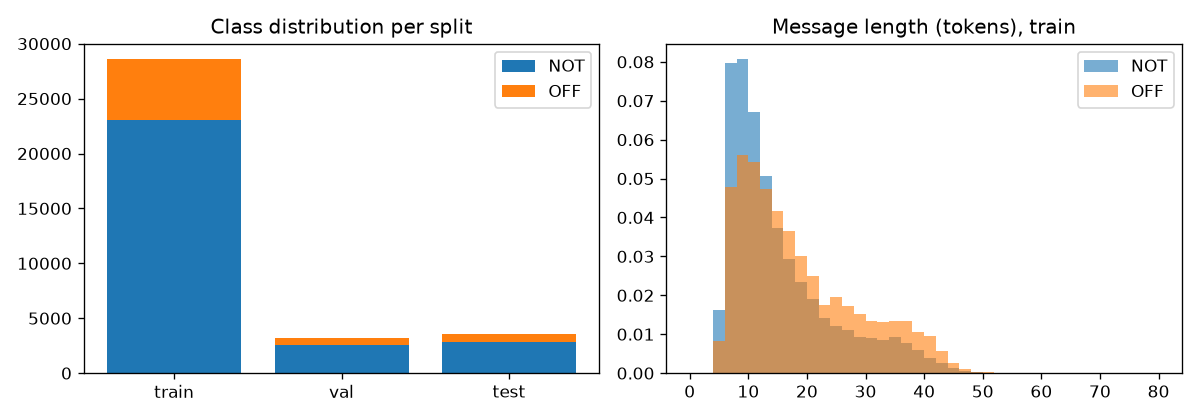 Class distribution per split
30000
25000
20000
15000
10000
5000
0
train val test
NOT
OFF
Message length (tokens), train
0.08
0.07
0.06
0.05
0.04
0.03
0.02
0.01
0.00
0 10 20 30 40 50 60 70 80
NOT
OFF